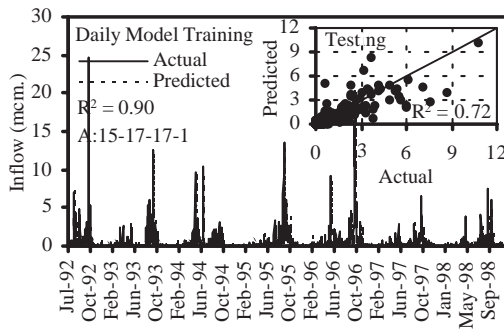 Daily Model Training
Actual
Predicted
R² = 0.90
A:15-17-17-1
Inflow (mcm.)
30
25
20
15
10
5
0
Jul-92
Oct-92
Feb-93
Jun-93
Oct-93
Feb-94
Jun-94
Oct-94
Feb-95
Jun-95
Oct-95
Feb-96
Jun-96
Oct-96
Feb-97
Jun-97
Oct-97
Jan-98
May-98
Sep-98
Test ng
Predicted
12
9
6
3
0
R² = 0.72
0
3
6
9
12
Actual